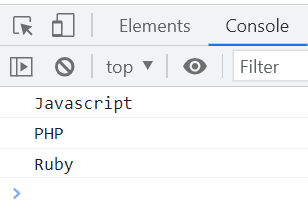 Elements Console
top ▼ Filter
Javascript
PHP
Ruby
>